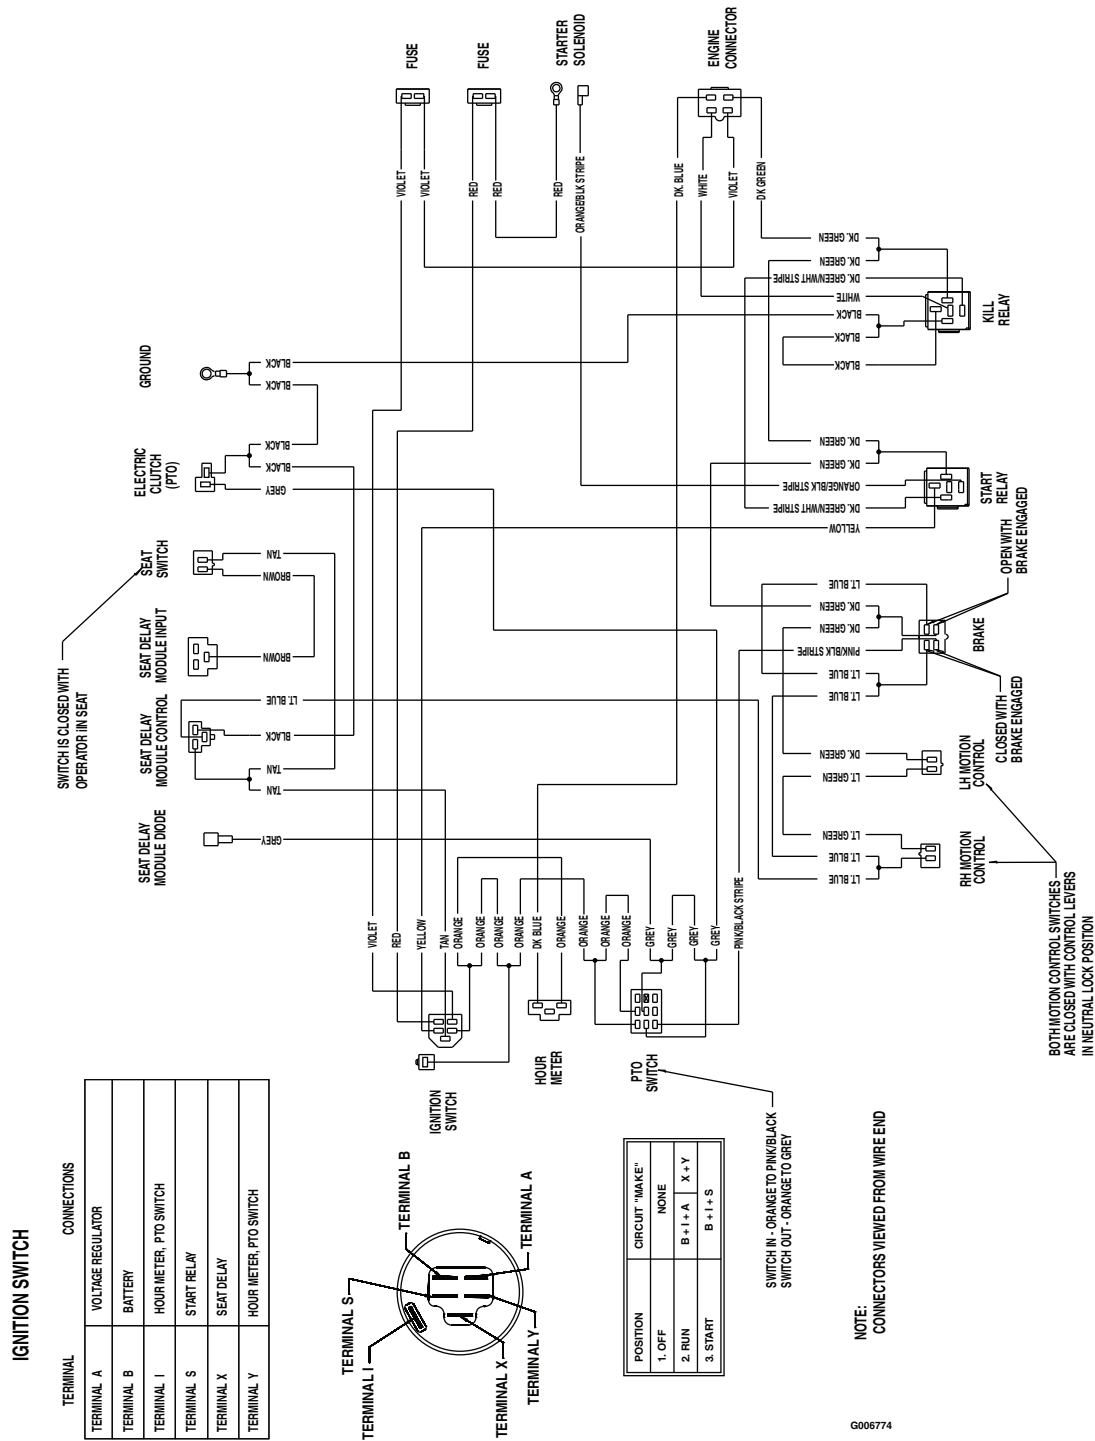 IGNITION SWITCH
TERMINAL CONNECTIONS
TERMINAL A VOLTAGE REGULATOR
TERMINAL B BATTERY
TERMINAL I HOUR METER, PTO SWITCH
TERMINAL S START RELAY
TERMINAL X SEAT DELAY
TERMINAL Y HOUR METER, PTO SWITCH
TERMINAL I
TERMINAL S
TERMINAL B
TERMINAL X
TERMINAL Y
TERMINAL A
POSITION CIRCUIT "MAKE"
1. OFF NONE
2. RUN B + I + A X + Y
3. START B + I + S
SWITCH IN - ORANGE TO PINK/BLACK
SWITCH OUT - ORANGE TO GREY
NOTE:
CONNECTORS VIEWED FROM WIRE END
G006774
SWITCH IS CLOSED WITH
OPERATOR iIN SEAT
SEAT DELAY
MODULE DIODE
SEAT DELAY
MODULE CONTROL
SEAT DELAY
MODULE INPUT
SEAT
SWITCH
ELECTRIC
CLUTCH
(PTO)
GROUND
GREY
TAN
TAN
BLACK
LT. BLUE
BROWN
BROWN
TAN
GREY
BLACK
BLACK
BLACK
BLACK
FUSE
FUSE
STARTER
SOLENOID
ENGINE
CONNECTOR
VIOLET
VIOLET
RED
RED
RED
ORANGE/BLK STRIPE
DK. BLUE
WHITE
VIOLET
DK GREEN
IGNITION
SWITCH
HOUR
METER
PTO
SWITCH
VIOLET
RED
YELLOW
TAN
ORANGE
ORANGE
ORANGE
ORANGE
DK BLUE
ORANGE
ORANGE
ORANGE
ORANGE
GREY
GREY
GREY
GREY
PINK/BLACK STRIPE
DK. GREEN
DK. GREEN
DK. GREEN/WHT STRIPE
WHITE
BLACK
BLACK
BLACK
KILL
RELAY
DK. GREEN
DK. GREEN
ORANGE/BLK STRIPE
DK. GREEN/WHT STRIPE
YELLOW
START
RELAY
OPEN WITH
BRAKE ENGAGED
LT. BLUE
DK. GREEN
DK. GREEN
PINK/BLK STRIPE
LT. BLUE
LT. BLUE
BRAKE
CLOSED WITH
BRAKE ENGAGED
DK. GREEN
LT. GREEN
LH MOTION
CONTROL
LT. GREEN
LT. BLUE
LT. BLUE
RH MOTION
CONTROL
BOTH MOTION CONTROL SWITCHES
ARE CLOSED WITH CONTROL LEVERS
IN NEUTRAL LOCK POSITION